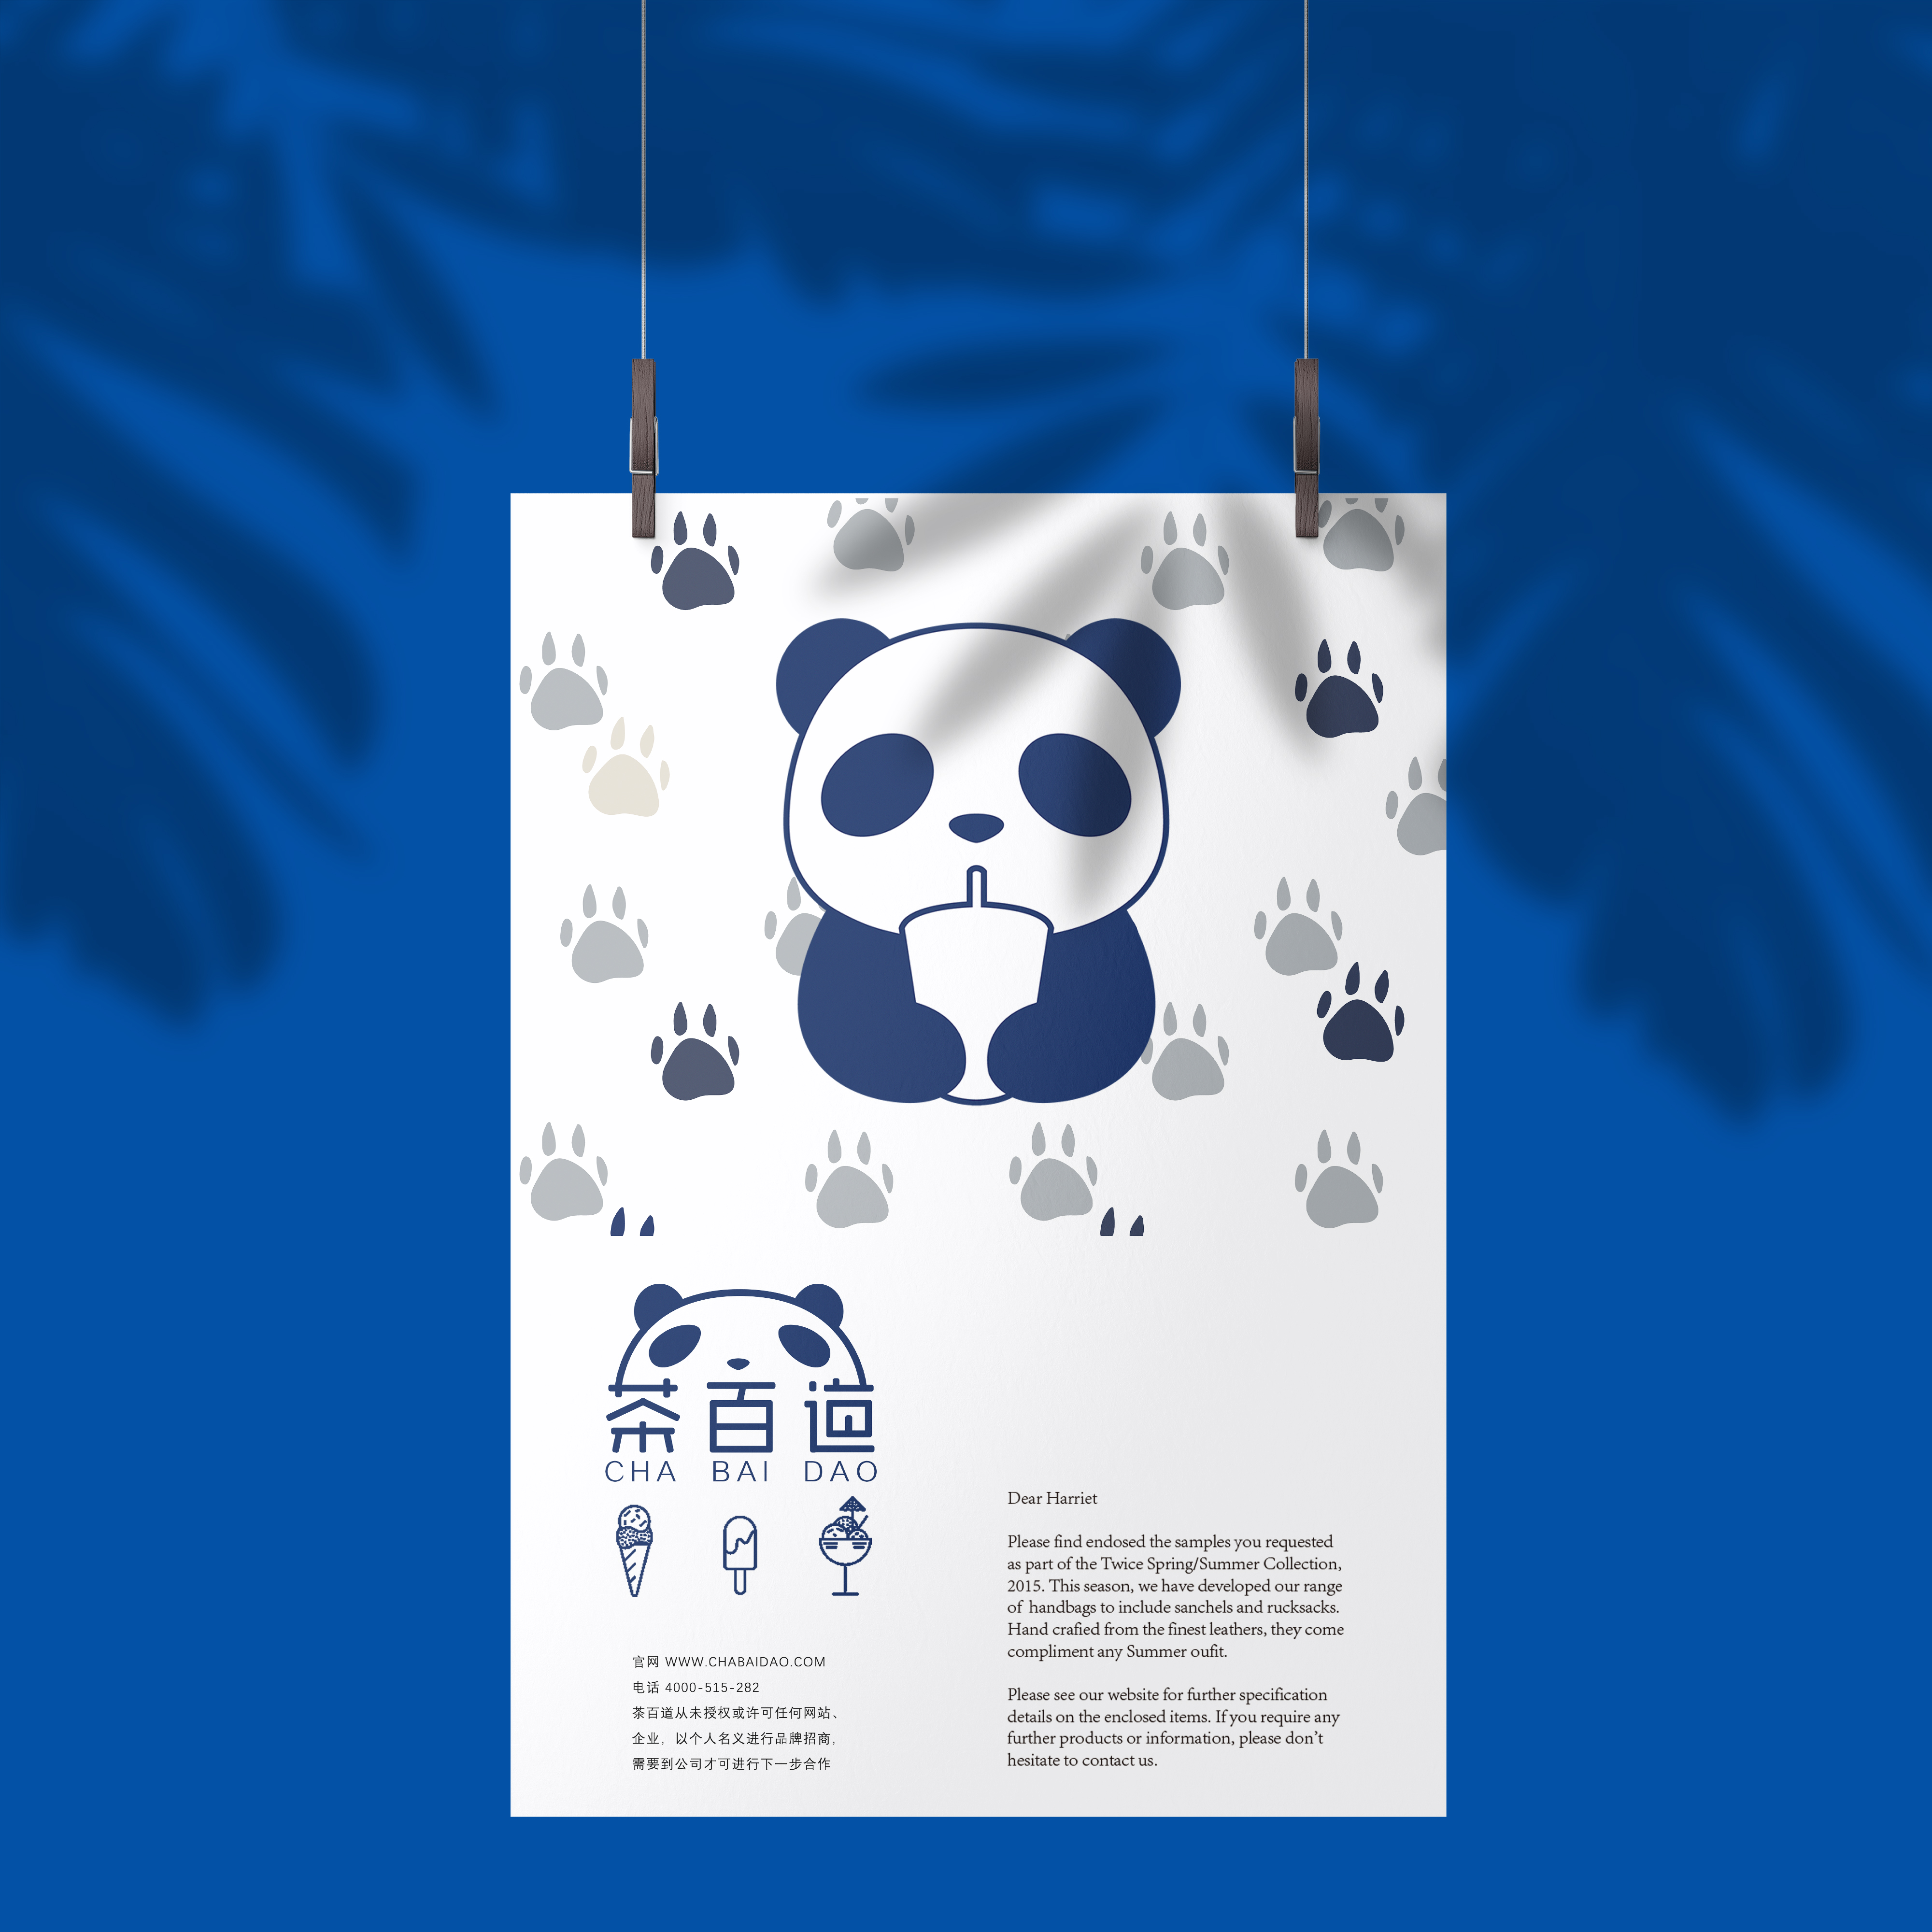 茶百道
CHA BAI DAO
官网 WWW.CHABAIDAO.COM
电话 4000-515-282
茶百道从未授权或许可任何网站、
企业，以个人名义进行品牌招商，
需要到公司才可进行下一步合作
Dear Harriet
Please find endosed the samples you requested
as part of the Twice Spring/Summer Collection,
2015. This season, we have developed our range
of handbags to include sanchels and rucksacks.
Hand crafied from the finest leathers, they come
compliment any Summer oufit.
Please see our website for further specification
details on the enclosed items. If you require any
further products or information, please don’t
hesitate to contact us.